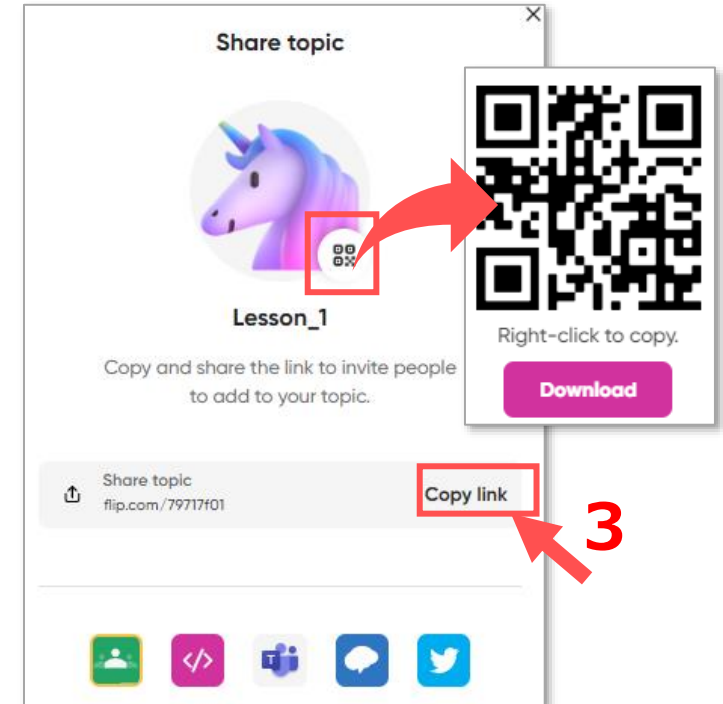 Share topic
Lesson_1
Copy and share the link to invite people
to add to your topic.
Right-click to copy.
Download
Share topic
flip.com/79717f01
Copy link
3